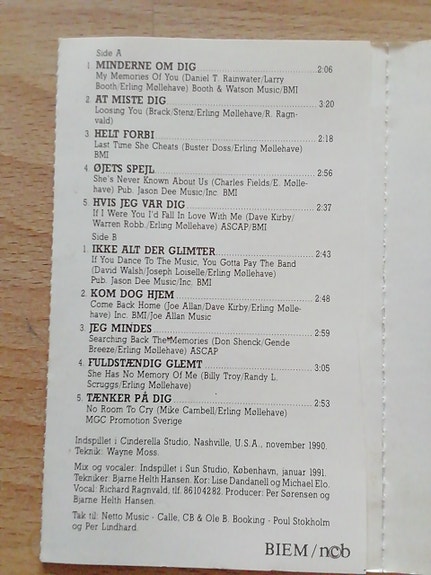 Side A
1. MINDERNE OM DIG 2:06
My Memories Of You (Daniel T. Rainwater/Larry
Booth/Erling Møllehave) Booth & Watson Music/BMI
2. AT MISTE DIG 3:20
Loosing You (Brack/Stenz/Erling Møllehave/R. Ragn-
vald)
3. HELT FORBI 2:18
Last Time She Cheats (Buster Doss/Erling Møllehave)
BMI
4. ØJETS SPEJL 2:56
She's Never Known About Us (Charles Fields/E. Mølle-
have) Pub. Jason Dee Music/Inc. BMI
5. HVIS JEG VAR DIG 2:37
If I Were You I'd Fall In Love With Me (Dave Kirby/
Warren Robb./Erling Møllehave) ASCAP/BMI
Side B
1. IKKE ALT DER GLIMTER 2:43
If You Dance To The Music, You Gotta Pay The Band
(David Walsh/Joseph Loiselle/Erling Møllehave)
Pub. Jason Dee Music/Inc. BMI
2. KOM DOG HJEM 2:48
Come Back Home (Joe Allan/Dave Kirby/Erling Mølle-
have) Inc. BMI/Joe Allan Music
3. JEG MINDES 2:59
Searching Back The Memories (Don Shenck/Gende
Breeze/Erling Møllehave) ASCAP
4. FULDSTÆNDIG GLEMT 3:05
She Has No Memory Of Me (Billy Troy/Randy L.
Scruggs/Erling Møllehave)
5. TÆNKER PÅ DIG 2:53
No Room To Cry (Mike Cambell/Erling Møllehave)
MGC Promotion Sverige
Indspillet i Cinderella Studio, Nashville, U.S.A., november 1990.
Teknik: Wayne Moss.
Mix og vocaler: Indspillet i Sun Studio, København, januar 1991.
Tekniker: Bjarne Helth Hansen. Kor: Lise Dandanell og Michael Elo.
Vocal: Richard Ragnvald, tlf. 86104282. Producer: Per Sørensen og
Bjarne Helth Hansen.
Tak til: Netto Music - Calle, CB & Ole B. Booking - Poul Stokholm
og Per Lindhard.
BIEM/ncb